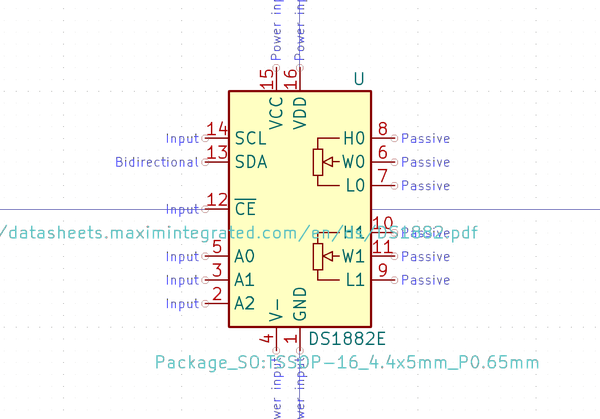 Power input
Power input
15
16
U
VCC
VDD
Input 14 SCL H0 8 Passive
Bidirectional 13 SDA W0 6 Passive
L0 7 Passive
Input 12 CE
/datasheets.maximintegrated.com/en/ds/DS1882.pdf
H1 10 Passive
Input 5 A0 W1 11 Passive
Input 3 A1 L1 9 Passive
Input 2 A2
V-
GND
4
1
DS1882E
Package_SO:TSSOP-16_4.4x5mm_P0.65mm
Power input
Power input